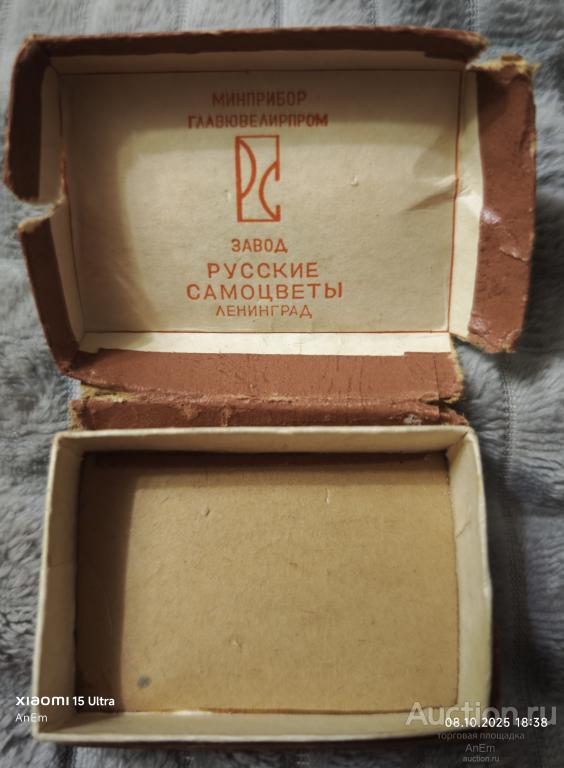 МИНПРИБОР
ГЛАВЮВЕЛИРПРОМ
РС
ЗАВОД
РУССКИЕ
САМОЦВЕТЫ
ЛЕНИНГРАД
xiaomi 15 Ultra
AnEm
Auction.ru
08.10.2025 18:38
торговая площадка
AnEm
auction.ru